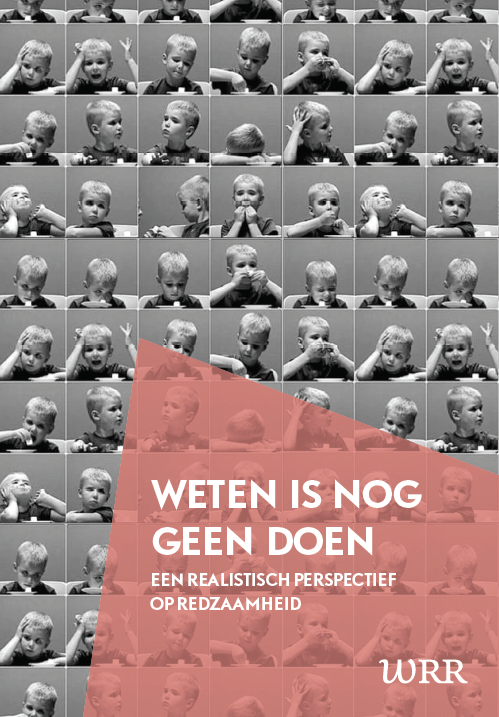 WETEN IS NOG
GEEN DOEN
EEN REALISTISCH PERSPECTIEF
OP REDZAAMHEID
WRR